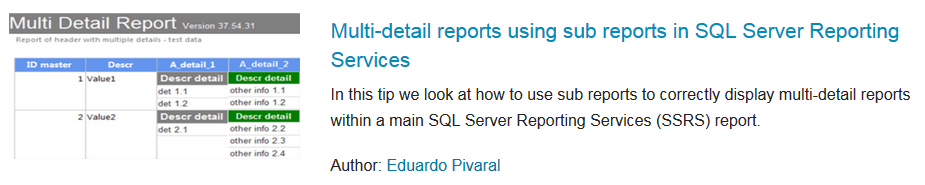 Multi Detail Report Version 37.54.31
Report of header with multiple details - test data
ID master Descr A_detail_1 A_detail_2
1 Value1 Descr detail Descr detail
det 1.1 other info 1.1
det 1.2 other info 1.2
2 Value2 Descr detail Descr detail
det 2.1 other info 2.2
other info 2.3
other info 2.4
Multi-detail reports using sub reports in SQL Server Reporting
Services
In this tip we look at how to use sub reports to correctly display multi-detail reports
within a main SQL Server Reporting Services (SSRS) report.
Author: Eduardo Pivaral